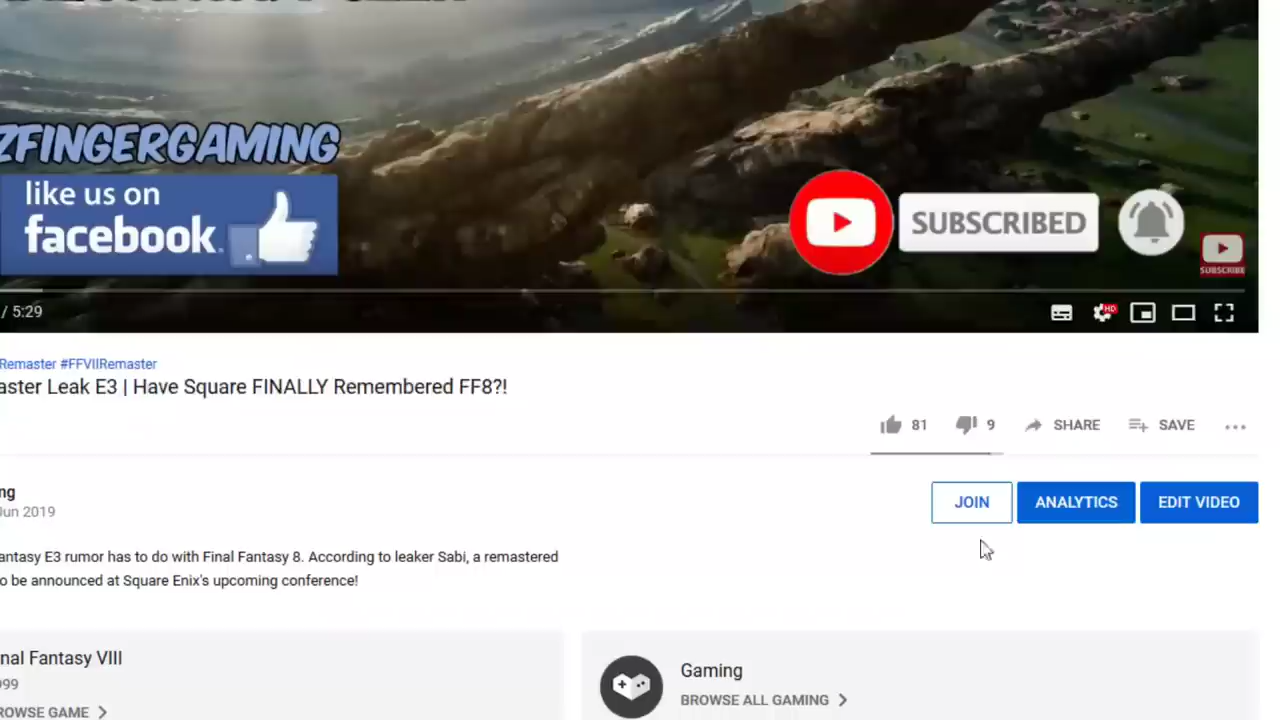 ZFINGERGAMING
like us on
facebook.
SUBSCRIBED
SUBSCRIBE
/ 5:29
HD
Remaster #FFVIIRemaster
aster Leak E3 | Have Square FINALLY Remembered FF8?!
81 9 SHARE SAVE
ng
Jun 2019
JOIN ANALYTICS EDIT VIDEO
antasy E3 rumor has to do with Final Fantasy 8. According to leaker Sabi, a remastered
o be announced at Square Enix's upcoming conference!
nal Fantasy VIII
999
ROWSE GAME
Gaming
BROWSE ALL GAMING